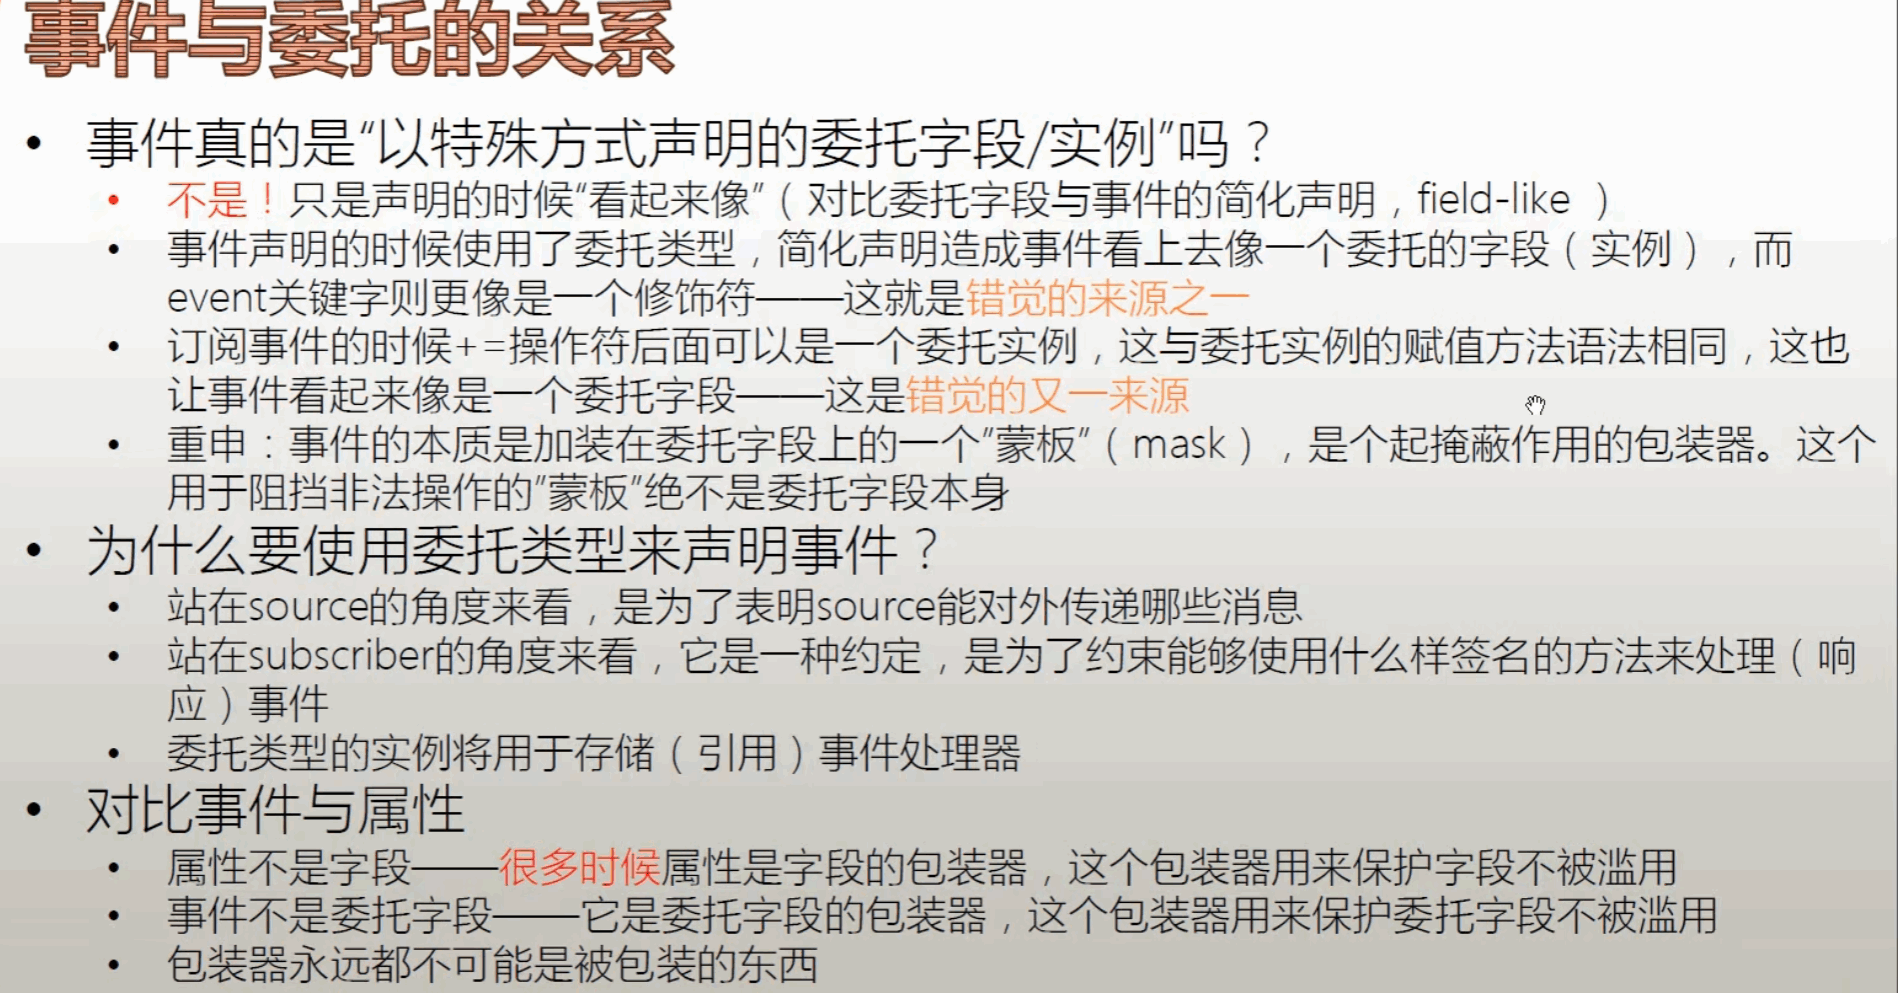 事件与委托的关系
• 事件真的是“以特殊方式声明的委托字段/实例”吗？
• 不是！只是声明的时候“看起来像”（对比委托字段与事件的简化声明，field-like ）
• 事件声明的时候使用了委托类型，简化声明造成事件看上去像一个委托的字段（实例），而
event关键字则更像是一个修饰符——这就是错觉的来源之一
• 订阅事件的时候+=操作符后面可以是一个委托实例，这与委托实例的赋值方法语法相同，这也
让事件看起来像是一个委托字段——这是错觉的又一来源
• 重申：事件的本质是加装在委托字段上的一个”蒙板”（mask），是个起掩蔽作用的包装器。这个
用于阻挡非法操作的”蒙板”绝不是委托字段本身
• 为什么要使用委托类型来声明事件？
• 站在source的角度来看，是为了表明source能对外传递哪些消息
• 站在subscriber的角度来看，它是一种约定，是为了约束能够使用什么样签名的方法来处理（响
应）事件
• 委托类型的实例将用于存储（引用）事件处理器
• 对比事件与属性
• 属性不是字段——很多时候属性是字段的包装器，这个包装器用来保护字段不被滥用
• 事件不是委托字段——它是委托字段的包装器，这个包装器用来保护委托字段不被滥用
• 包装器永远都不可能是被包装的东西